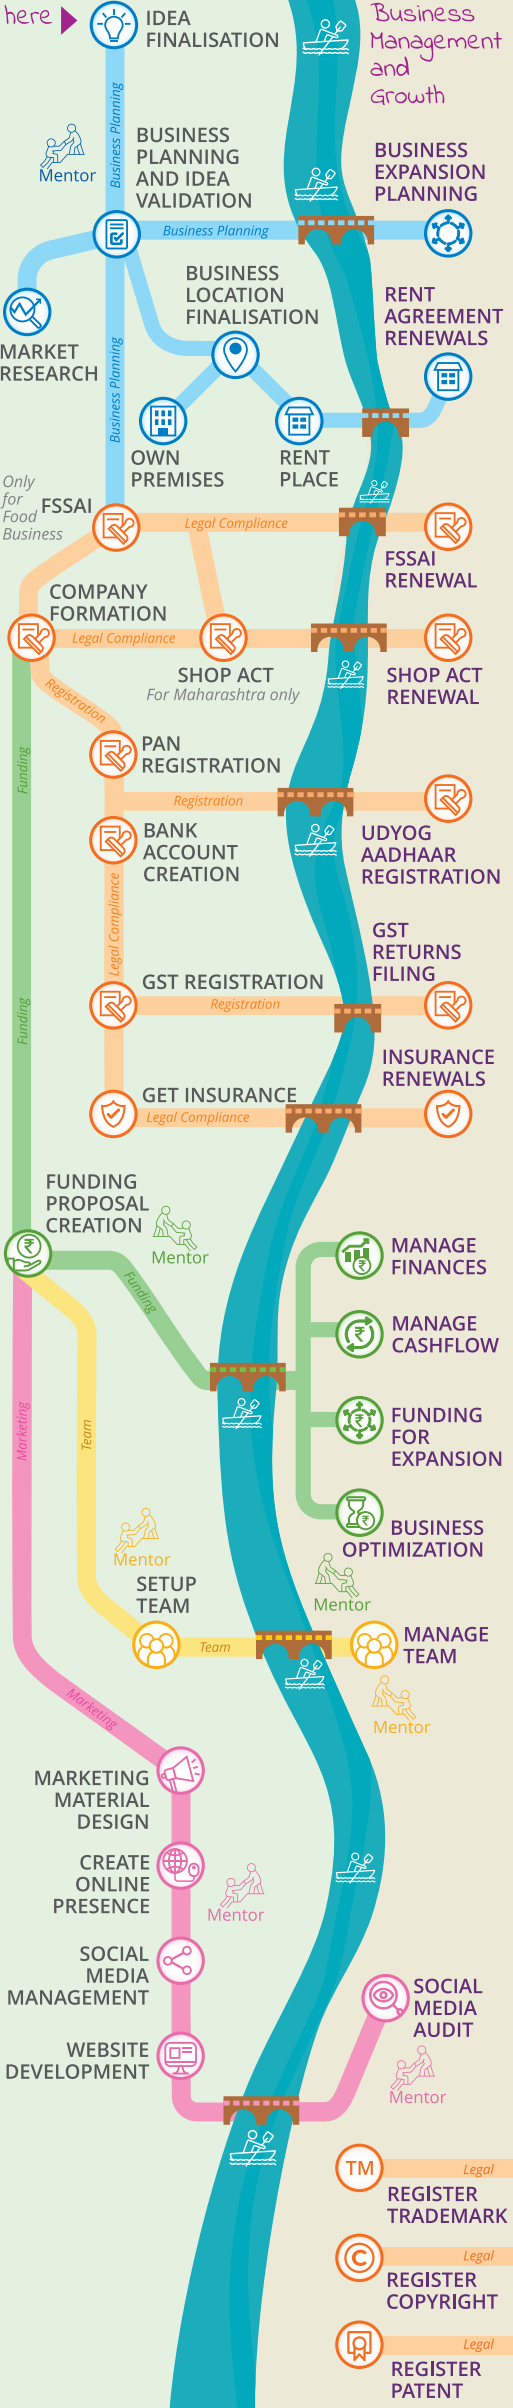 here
IDEA
FINALISATION
Business
Management
and
Growth
Business Planning
Mentor
BUSINESS
PLANNING
AND IDEA
VALIDATION
BUSINESS
EXPANSION
PLANNING
Business Planning
BUSINESS
LOCATION
FINALISATION
RENT
AGREEMENT
RENEWALS
MARKET
RESEARCH
Business Planning
OWN
PREMISES
RENT
PLACE
Only
for
Food
Business
FSSAI
Legal Compliance
FSSAI
RENEWAL
COMPANY
FORMATION
Legal Compliance
SHOP ACT
For Maharashtra only
SHOP ACT
RENEWAL
Registration
Funding
PAN
REGISTRATION
Registration
BANK
ACCOUNT
CREATION
UDYOG
AADHAAR
REGISTRATION
Legal Compliance
GST
RETURNS
FILING
GST REGISTRATION
Registration
Funding
INSURANCE
RENEWALS
GET INSURANCE
Legal Compliance
FUNDING
PROPOSAL
CREATION
Mentor
Funding
MANAGE
FINANCES
MANAGE
CASHFLOW
FUNDING
FOR
EXPANSION
BUSINESS
OPTIMIZATION
Mentor
Marketing
Team
Mentor
SETUP
TEAM
Team
MANAGE
TEAM
Mentor
Marketing
MARKETING
MATERIAL
DESIGN
CREATE
ONLINE
PRESENCE
Mentor
SOCIAL
MEDIA
MANAGEMENT
SOCIAL
MEDIA
AUDIT
Mentor
WEBSITE
DEVELOPMENT
TM
Legal
REGISTER
TRADEMARK
C
Legal
REGISTER
COPYRIGHT
Legal
REGISTER
PATENT